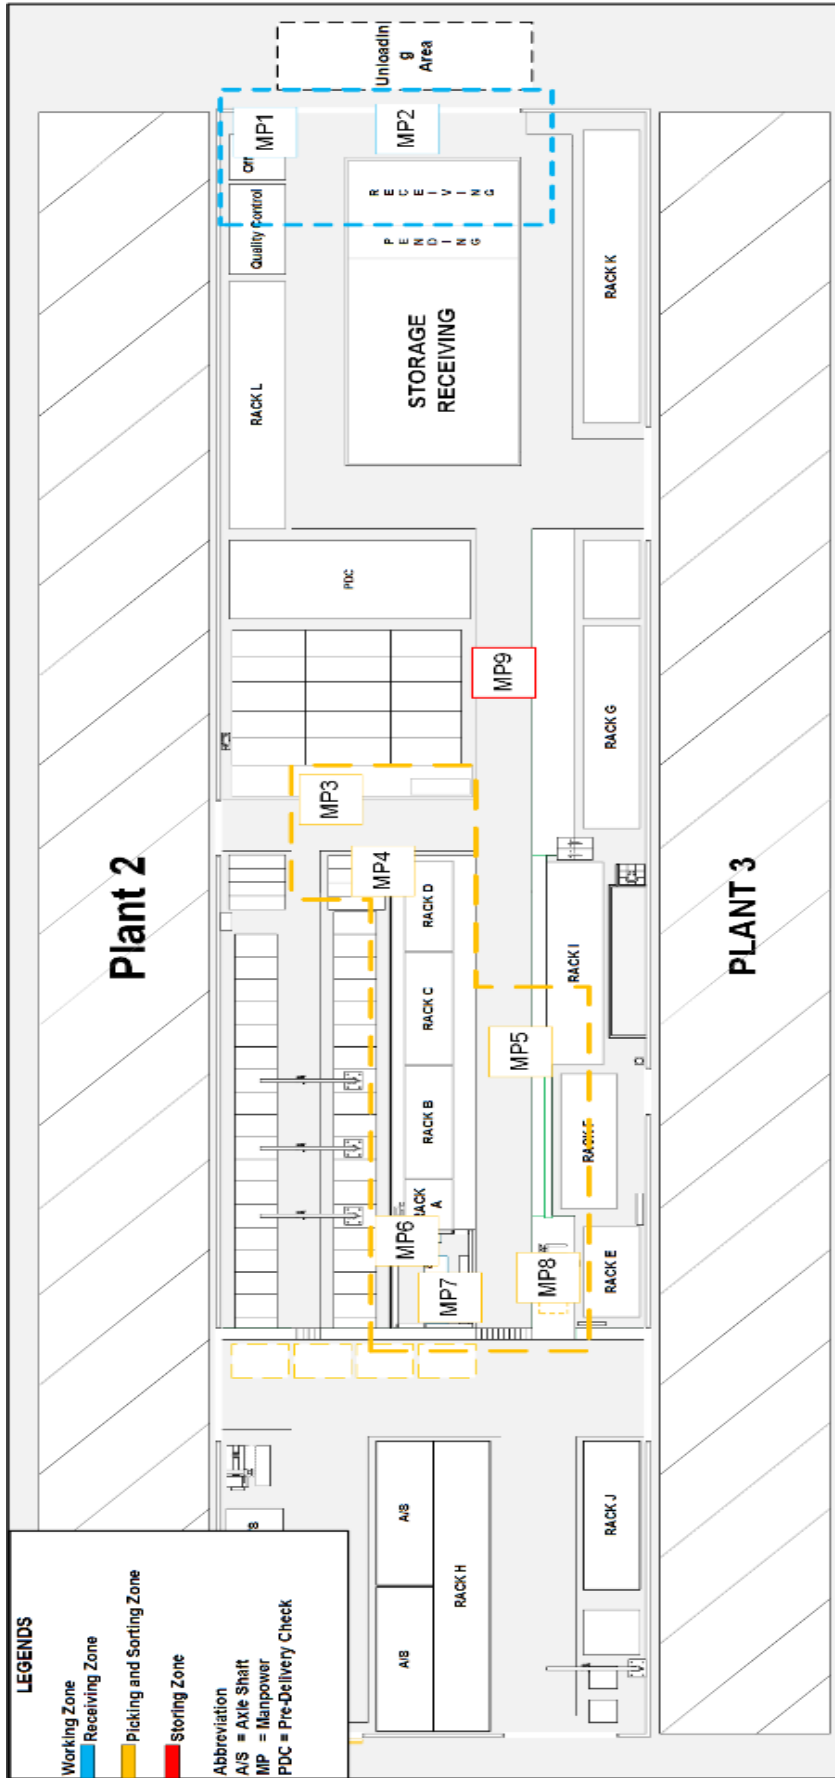 Unloadin
g
Area
MP1
MP2
Off
Quality Control
RECEIVING
PENDING
STORAGE
RECEIVING
RACK L
RACK K
PDC
MP9
RACK G
MP3
MP4
Plant 2
PLANT 3
RACK D
RACK C
RACK B
RACK
A
RACK I
MP5
RACK F
MP6
MP7
MP8
RACK E
A/S
A/S
RACK H
RACK J
/S
LEGENDS
Working Zone
Receiving Zone
Picking and Sorting Zone
Storing Zone
Abbreviation
A/S = Axle Shaft
MP = Manpower
PDC = Pre-Delivery Check